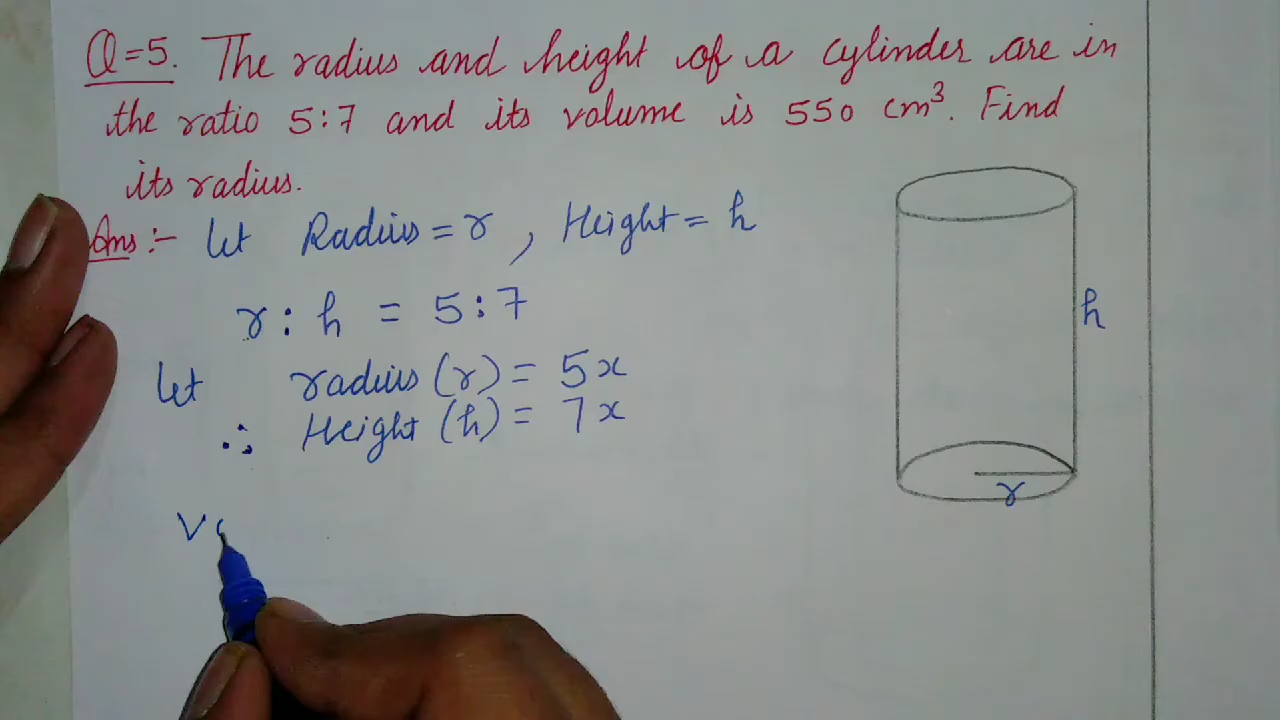 Q=5. The radius and height of a cylinder are in
the ratio 5:7 and its volume is 550 cm³. Find
its radius.
Ans :- let Radius = r , Height = h
r : h = 5:7
let radius (r) = 5x
∴ Height (h) = 7x
h
r